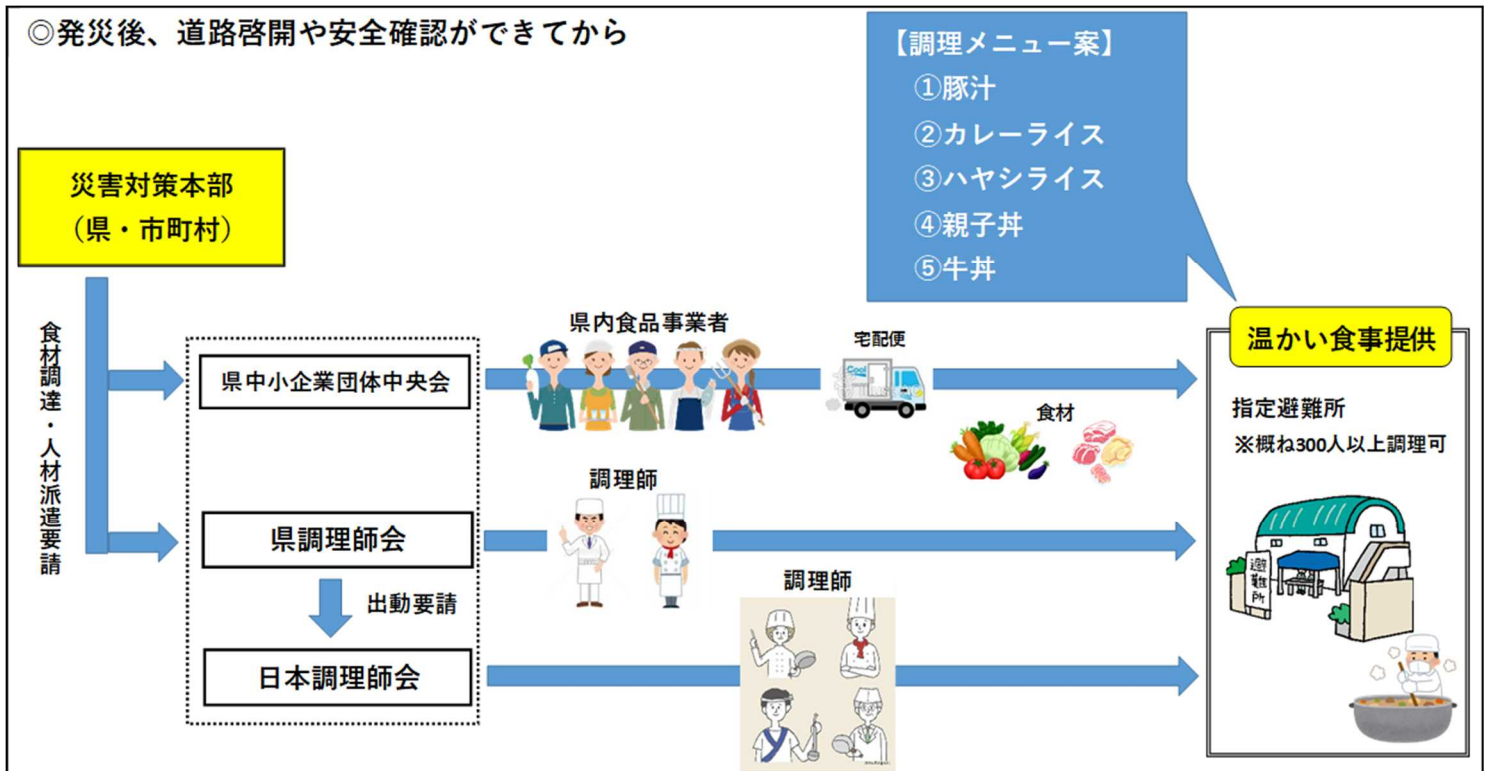 ◎発災後、道路啓開や安全確認ができてから
【調理メニュー案】
①豚汁
②カレーライス
③ハヤシライス
④親子丼
⑤牛丼
災害対策本部
（県・市町村）
食材調達・人材派遣要請
県中小企業団体中央会
県内食品事業者
宅配便
Cool
食材
県調理師会
調理師
出動要請
日本調理師会
調理師
温かい食事提供
指定避難所
※概ね300人以上調理可
避難所